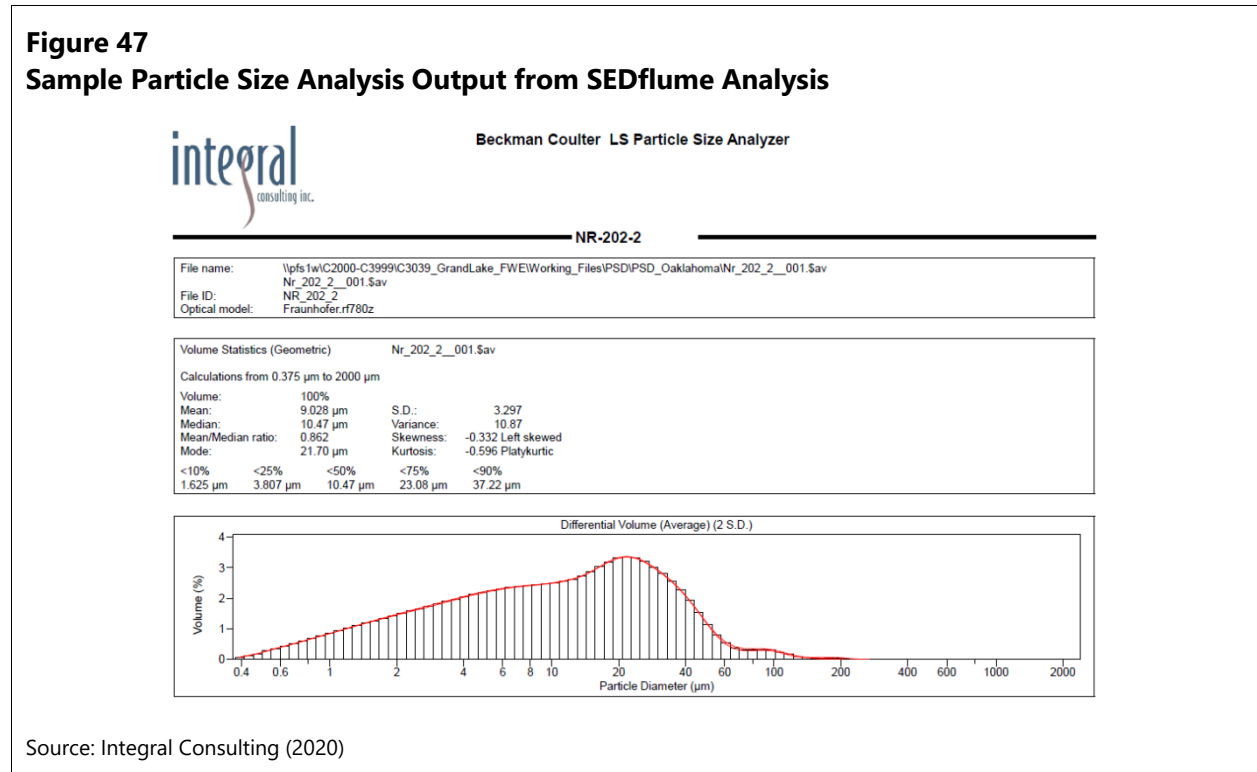 Figure 47
Sample Particle Size Analysis Output from SEDflume Analysis
integral
consulting inc.
Beckman Coulter LS Particle Size Analyzer
NR-202-2
File name: \\pfs1w\C2000-C3999\C3039_GrandLake_FWE\Working_Files\PSD\PSD_Oaklahoma\Nr_202_2__001.$av
Nr_202_2__001.$av
File ID: NR_202_2
Optical model: Fraunhofer.rf780z
Volume Statistics (Geometric) Nr_202_2__001.$av
Calculations from 0.375 µm to 2000 µm
Volume: 100%
Mean: 9.028 µm S.D.: 3.297
Median: 10.47 µm Variance: 10.87
Mean/Median ratio: 0.862 Skewness: -0.332 Left skewed
Mode: 21.70 µm Kurtosis: -0.596 Platykurtic
<10% <25% <50% <75% <90%
1.625 µm 3.807 µm 10.47 µm 23.08 µm 37.22 µm
Differential Volume (Average) (2 S.D.)
Volume (%)
4
3
2
1
0
0.4 0.6 1 2 4 6 8 10 20 40 60 100 200 400 600 1000 2000
Particle Diameter (µm)
Source: Integral Consulting (2020)